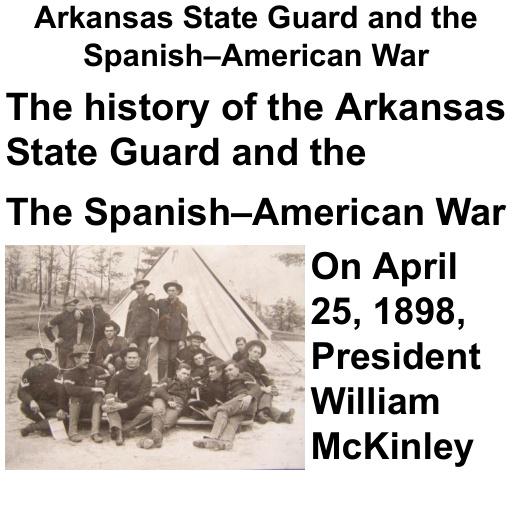 Arkansas State Guard and the
Spanish–American War
The history of the Arkansas
State Guard and the
The Spanish–American War
On April
25, 1898,
President
William
McKinley